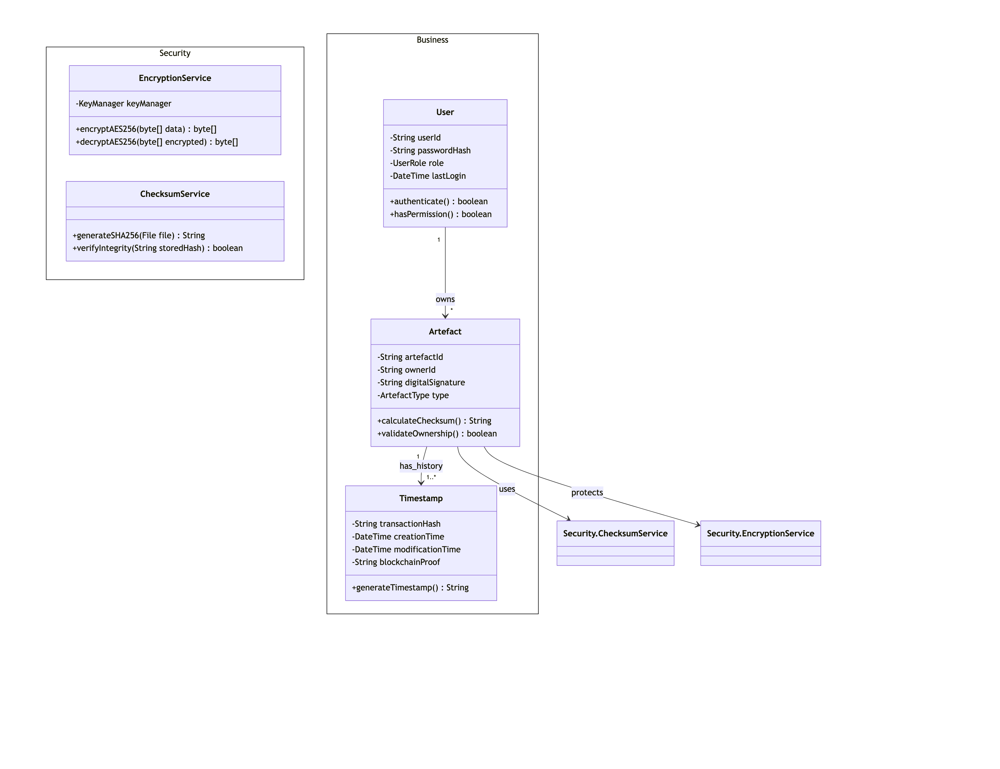 Security
EncryptionService
-KeyManager keyManager
+encryptAES256(byte[] data) : byte[]
+decryptAES256(byte[] encrypted) : byte[]
ChecksumService
+generateSHA256(File file) : String
+verifyIntegrity(String storedHash) : boolean
Business
User
-String userId
-String passwordHash
-UserRole role
-DateTime lastLogin
+authenticate() : boolean
+hasPermission() : boolean
1
owns
*
Artefact
-String artefactId
-String ownerId
-String digitalSignature
-ArtefactType type
+calculateChecksum() : String
+validateOwnership() : boolean
1
has_history
1..*
Timestamp
-String transactionHash
-DateTime creationTime
-DateTime modificationTime
-String blockchainProof
+generateTimestamp() : String
uses
protects
Security.ChecksumService
Security.EncryptionService